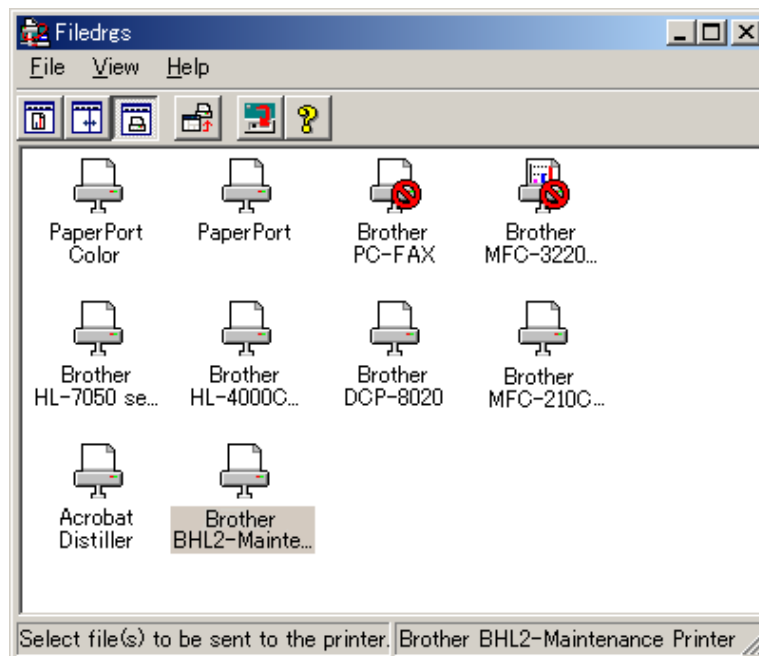 Filedrgs
File View Help
PaperPort Color
PaperPort
Brother PC-FAX
Brother MFC-3220...
Brother HL-7050 se...
Brother HL-4000C...
Brother DCP-8020
Brother MFC-210C...
Acrobat Distiller
Brother BHL2-Mainte...
Select file(s) to be sent to the printer. Brother BHL2-Maintenance Printer